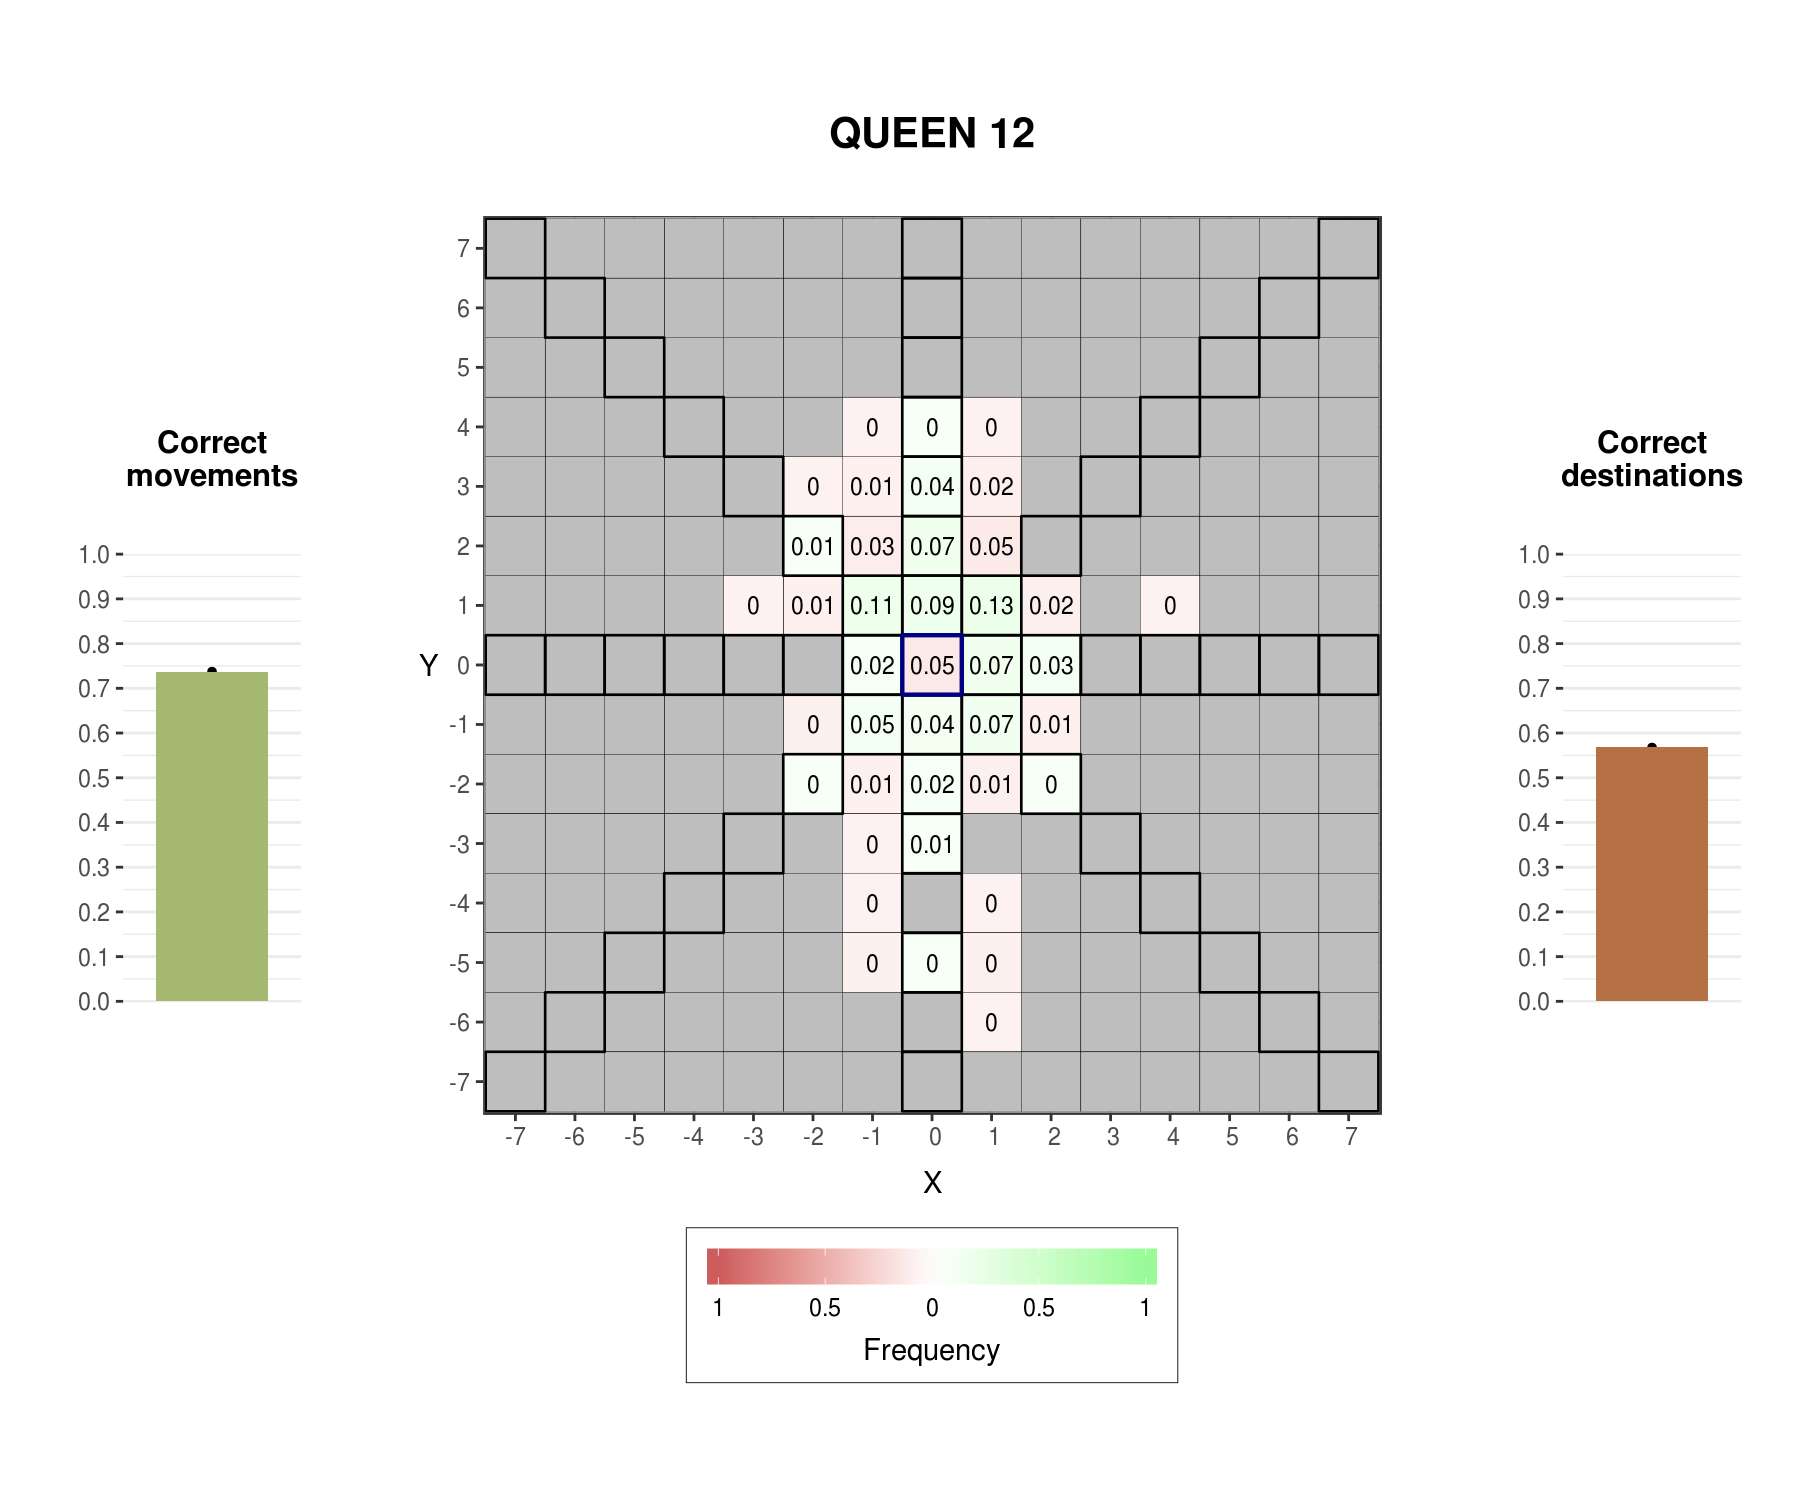 QUEEN 12
Correct
movements
1.0
0.9
0.8
0.7
0.6
0.5
0.4
0.3
0.2
0.1
0.0
Y
7
6
5
4 0 0 0
3 0 0.01 0.04 0.02
2 0.01 0.03 0.07 0.05
1 0 0.01 0.11 0.09 0.13 0.02 0
0 0.02 0.05 0.07 0.03
-1 0 0.05 0.04 0.07 0.01
-2 0 0.01 0.02 0.01 0
-3 0 0.01
-4 0 0
-5 0 0 0
-6 0
-7
-7 -6 -5 -4 -3 -2 -1 0 1 2 3 4 5 6 7
X
1 0.5 0 0.5 1
Frequency
Correct
destinations
1.0
0.9
0.8
0.7
0.6
0.5
0.4
0.3
0.2
0.1
0.0